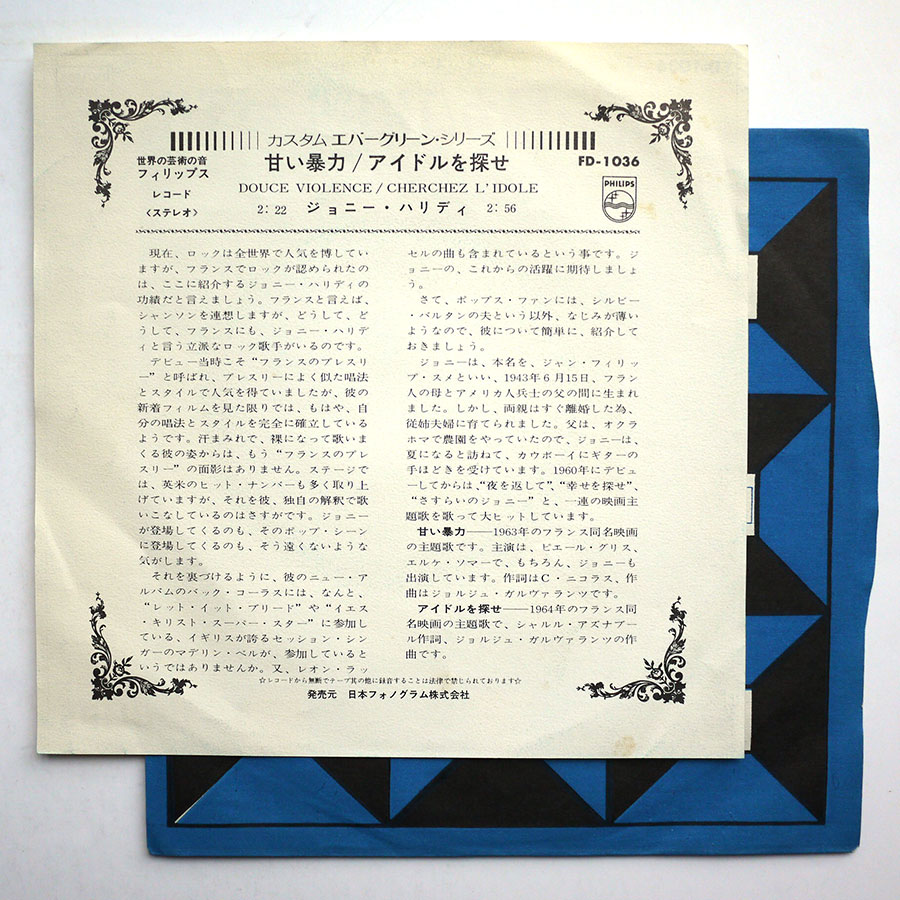 カスタム エバーグリーン・シリーズ
世界の芸術の音
フィリップス
レコード
〈ステレオ〉
甘い暴力/アイドルを探せ
DOUCE VIOLENCE/CHERCHEZ L'IDOLE
2:22 ジョニー・ハリディ 2:56
FD-1036
PHILIPS
現在、ロックは全世界で人気を博してい
ますが、フランスでロックが認められたの
は、ここに紹介するジョニー・ハリディの
功績だと言えましょう。フランスと言えば、
シャンソンを連想しますが、どうして、ど
うして、フランスにも、ジョニー・ハリデ
ィと言う立派なロック歌手がいるのです。
デビュー当時こそ“フランスのプレスリ
ー”と呼ばれ、プレスリーによく似た唱法
とスタイルで人気を得ていましたが、彼の
新着フィルムを見た限りでは、もはや、自
分の唱法とスタイルを完全に確立している
ようです。汗まみれで、裸になって歌いま
くる彼の姿からは、もう“フランスのプレ
スリー”の面影はありません。ステージで
は、英米のヒット・ナンバーも多く取り上
げていますが、それを彼、独自の解釈で歌
いこなしているのはさすがです。ジョニー
が登場してくるのも、そのポップ・シーン
に登場してくるのも、そう遠くないような
気がします。
それを裏づけるように、彼のニュー・ア
ルバムのバック・コーラスには、なんと、
“レット・イット・ブリード”や“イエス
・キリスト・スーパー・スター”に参加し
ている、イギリスが誇るセッション・シン
ガーのマデリン・ベルが、参加していると
いうではありませんか。又、レオン・ラッ
セルの曲も含まれているという事です。ジ
ョニーの、これからの活躍に期待しましょ
う。
さて、ポップス・ファンには、シルビー
・バルタンの夫という以外、なじみが薄い
ようなので、彼について簡単に、紹介して
おきましょう。
ジョニーは、本名を、ジャン・フィリッ
プ・スメといい、1943年6月15日、フラン
人の母とアメリカ人兵士の父の間に生まれ
ました。しかし、両親はすぐ離婚した為、
従姉夫婦に育てられました。父は、オクラ
ホマで農園をやっていたので、ジョニーは、
夏になると訪ねて、カウボーイにギターの
手ほどきを受けています。1960年にデビュ
ーしてからは、“夜を返して”、“幸せを探せ”、
“さすらいのジョニー”と、一連の映画主
題歌を歌って大ヒットしています。
甘い暴力――1963年のフランス同名映画
の主題歌です。主演は、ピエール・グリス、
エルケ・ソマーで、もちろん、ジョニーも
出演しています。作詞はC・ニコラス、作
曲はジョルジュ・ガルヴァランツです。
アイドルを探せ――1964年のフランス同
名映画の主題歌で、シャルル・アズナブ
ール作詞、ジョルジュ・ガルヴァランツの作
曲です。
☆レコードから無断でテープ其の他に録音することは法律で禁じられております☆
発売元 日本フォノグラム株式会社